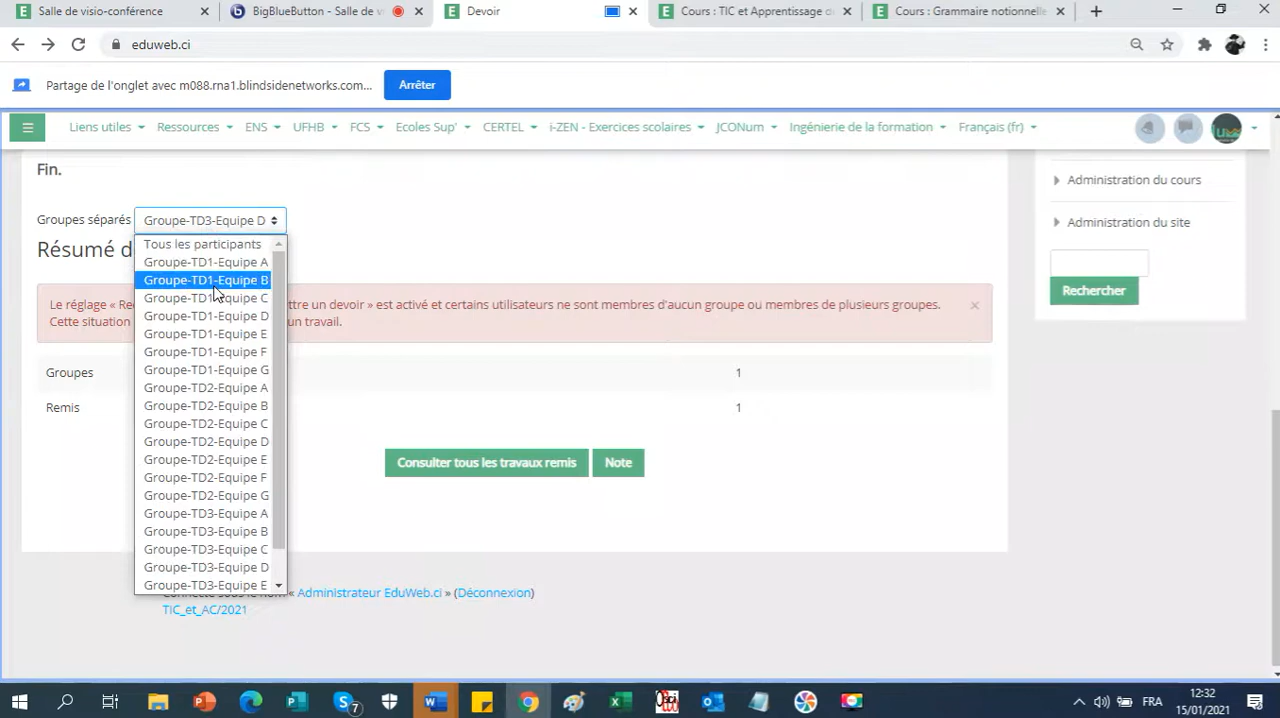 Salle de visio-conférence
BigBlueButton - Salle de v
Devoir
Cours : TIC et Apprentissage d
Cours : Grammaire notionnelle
eduweb.ci
Partage de l'onglet avec m088.rna1.blindsidenetworks.com...
Arrêter
Liens utiles
Ressources
ENS
UFHB
FCS
Ecoles Sup'
CERTEL
i-ZEN - Exercices scolaires
JCONum
Ingénierie de la formation
Français (fr)
Fin.
Administration du cours
Administration du site
Rechercher
Groupes séparés
Groupe-TD3-Equipe D
Résumé d
Tous les participants
Groupe-TD1-Equipe A
Groupe-TD1-Equipe B
Groupe-TD1-Equipe C
Groupe-TD1-Equipe D
Groupe-TD1-Equipe E
Groupe-TD1-Equipe F
Groupe-TD1-Equipe G
Groupe-TD2-Equipe A
Groupe-TD2-Equipe B
Groupe-TD2-Equipe C
Groupe-TD2-Equipe D
Groupe-TD2-Equipe E
Groupe-TD2-Equipe F
Groupe-TD2-Equipe G
Groupe-TD3-Equipe A
Groupe-TD3-Equipe B
Groupe-TD3-Equipe C
Groupe-TD3-Equipe D
Groupe-TD3-Equipe E
Le réglage « Re ttre un devoir » est activé et certains utilisateurs ne sont membres d'aucun groupe ou membres de plusieurs groupes.
Cette situation un travail.
Groupes 1
Remis 1
Consulter tous les travaux remis
Note
« Administrateur EduWeb.ci » (Déconnexion)
TIC_et_AC/2021
7
FRA
12:32
15/01/2021